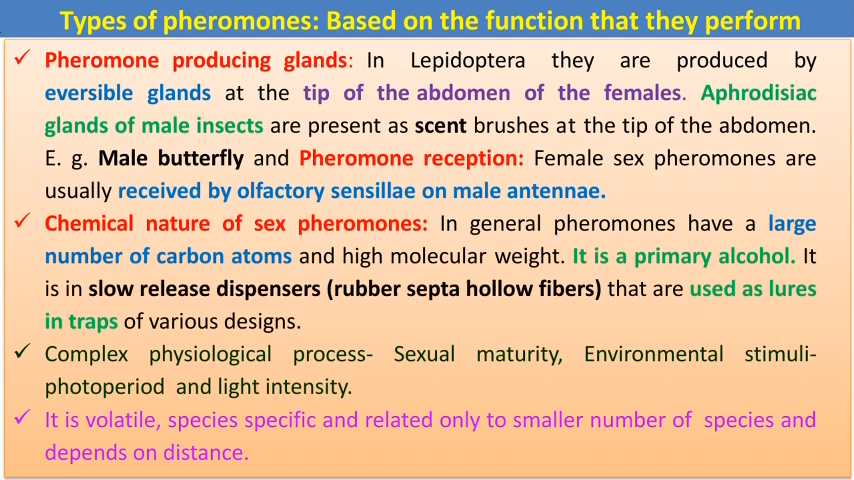 Types of pheromones: Based on the function that they perform
✓ Pheromone producing glands: In Lepidoptera they are produced by
eversible glands at the tip of the abdomen of the females. Aphrodisiac
glands of male insects are present as scent brushes at the tip of the abdomen.
E. g. Male butterfly and Pheromone reception: Female sex pheromones are
usually received by olfactory sensillae on male antennae.
✓ Chemical nature of sex pheromones: In general pheromones have a large
number of carbon atoms and high molecular weight. It is a primary alcohol. It
is in slow release dispensers (rubber septa hollow fibers) that are used as lures
in traps of various designs.
✓ Complex physiological process- Sexual maturity, Environmental stimuli-
photoperiod and light intensity.
✓ It is volatile, species specific and related only to smaller number of species and
depends on distance.